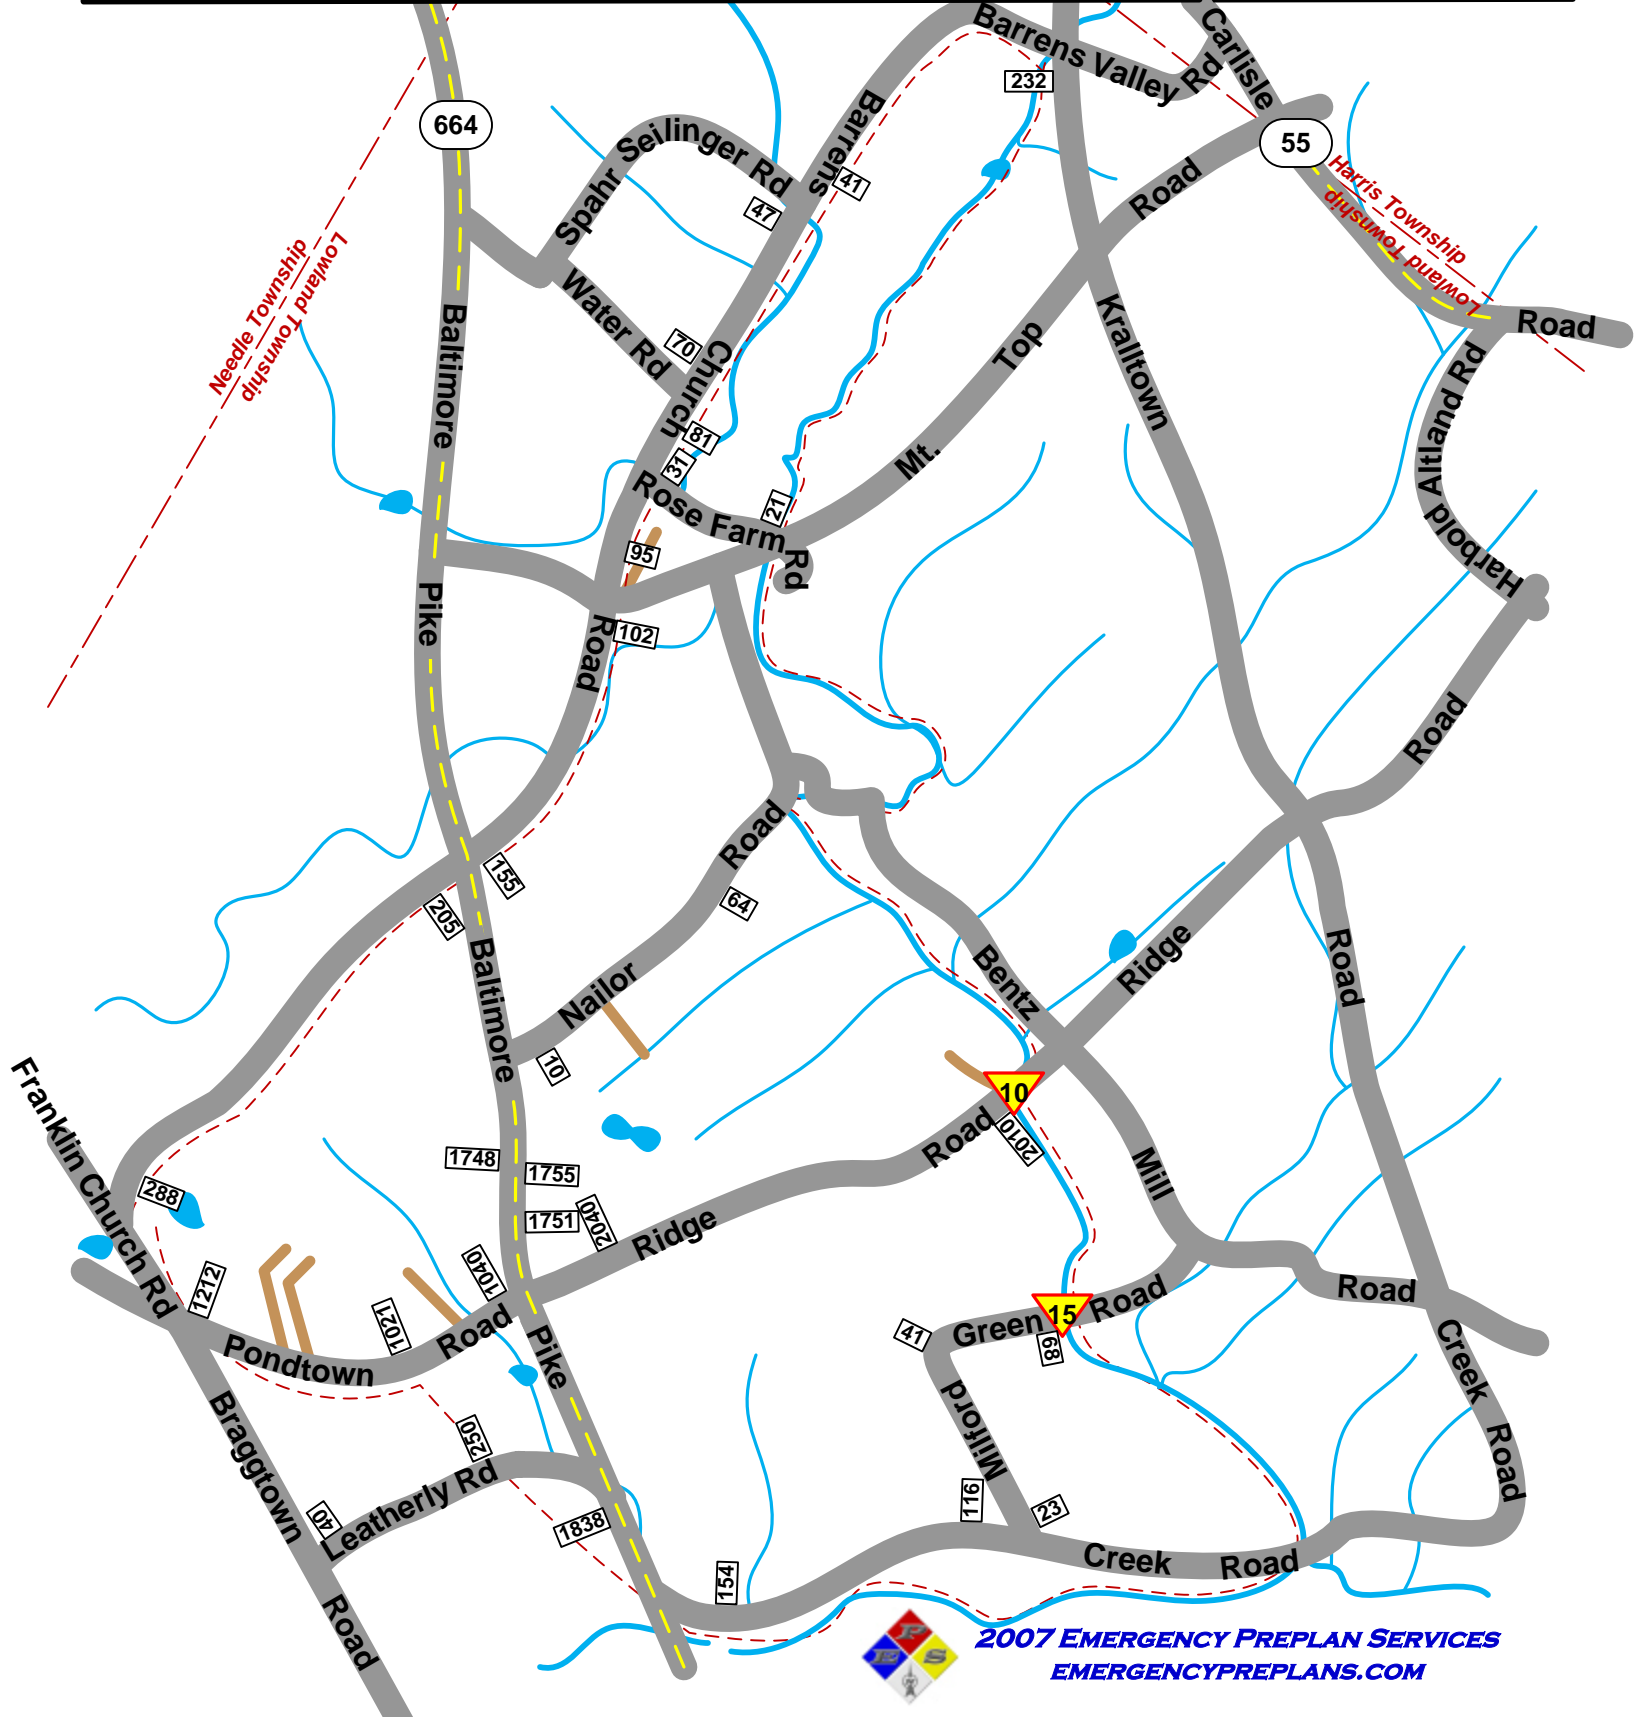 Barrens Valley Rd
Carlisle
232
664
55
Barrens
Spahr Seilinger Rd
41
47
Road
Harris Township
Lowland Township
Needle Township
Lowland Township
Water Rd
Baltimore
70
Church
Top
Kralltown
Road
Altland Rd
81
31
Mt.
Rose Farm Rd
21
95
Harbold
Pike
102
Road
Road
Road
155
205
64
Baltimore
Nailor
Bentz
Ridge
Road
10
Franklin Church Rd
10
Road
2010
1748
1755
Mill
288
1751
2040
Ridge
1040
1212
1021
Road
Pondtown
Pike
Green
15
Road
Road
41
68
Creek
Milford
Braggtown
250
Leatherly Rd
40
1838
116
23
Road
154
Creek
Road
Road
P
E
S
2007 Emergency Preplan Services
emergencypreplans.com